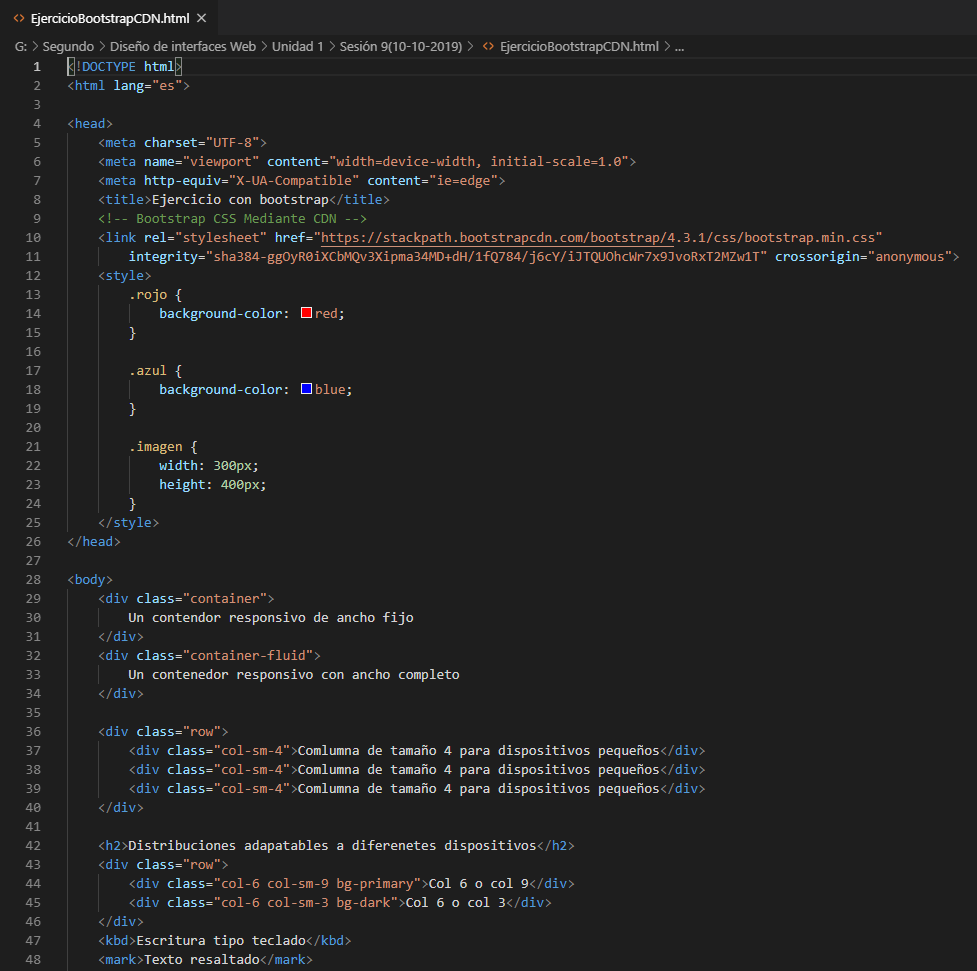 <> EjercicioBootstrapCDN.html ×
G: > Segundo > Diseño de interfaces Web > Unidad 1 > Sesión 9(10-10-2019) > <> EjercicioBootstrapCDN.html > ...
1 <!DOCTYPE html>
2 <html lang="es">
3
4 <head>
5     <meta charset="UTF-8">
6     <meta name="viewport" content="width=device-width, initial-scale=1.0">
7     <meta http-equiv="X-UA-Compatible" content="ie=edge">
8     <title>Ejercicio con bootstrap</title>
9     <!-- Bootstrap CSS Mediante CDN -->
10     <link rel="stylesheet" href="https://stackpath.bootstrapcdn.com/bootstrap/4.3.1/css/bootstrap.min.css"
11         integrity="sha384-ggOyR0iXCbMQv3Xipma34MD+dH/1fQ784/j6cY/iJTQUOhcWr7x9JvoRxT2MZw1T" crossorigin="anonymous">
12     <style>
13         .rojo {
14             background-color: red;
15         }
16
17         .azul {
18             background-color: blue;
19         }
20
21         .imagen {
22             width: 300px;
23             height: 400px;
24         }
25     </style>
26 </head>
27
28 <body>
29     <div class="container">
30         Un contendor responsivo de ancho fijo
31     </div>
32     <div class="container-fluid">
33         Un contenedor responsivo con ancho completo
34     </div>
35
36     <div class="row">
37         <div class="col-sm-4">Comlumna de tamaño 4 para dispositivos pequeños</div>
38         <div class="col-sm-4">Comlumna de tamaño 4 para dispositivos pequeños</div>
39         <div class="col-sm-4">Comlumna de tamaño 4 para dispositivos pequeños</div>
40     </div>
41
42     <h2>Distribuciones adapatables a diferenetes dispositivos</h2>
43     <div class="row">
44         <div class="col-6 col-sm-9 bg-primary">Col 6 o col 9</div>
45         <div class="col-6 col-sm-3 bg-dark">Col 6 o col 3</div>
46     </div>
47     <kbd>Escritura tipo teclado</kbd>
48     <mark>Texto resaltado</mark>